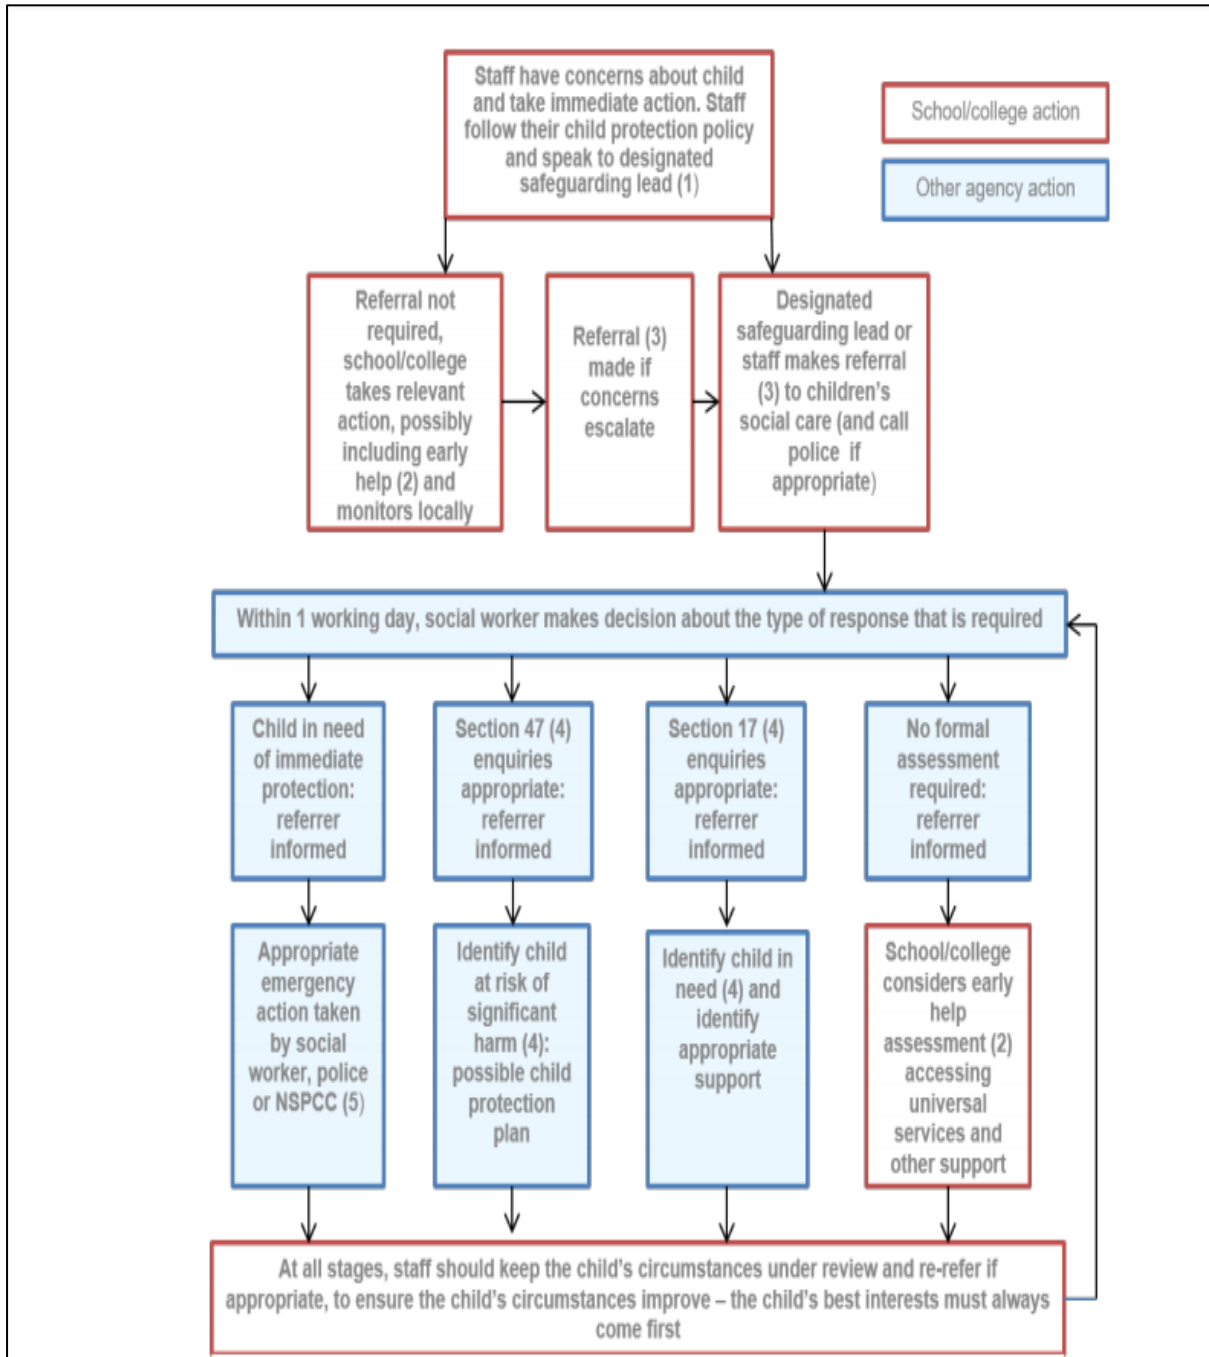 Staff have concerns about child
and take immediate action. Staff
follow their child protection policy
and speak to designated
safeguarding lead (1)
School/college action
Other agency action
Referral not
required,
school/college
takes relevant
action, possibly
including early
help (2) and
monitors locally
Referral (3)
made if
concerns
escalate
Designated
safeguarding lead or
staff makes referral
(3) to children’s
social care (and call
police if
appropriate)
Within 1 working day, social worker makes decision about the type of response that is required
Child in need
of immediate
protection:
referrer
informed
Section 47 (4)
enquiries
appropriate:
referrer
informed
Section 17 (4)
enquiries
appropriate:
referrer
informed
No formal
assessment
required:
referrer
informed
Appropriate
emergency
action taken
by social
worker, police
or NSPCC (5)
Identify child
at risk of
significant
harm (4):
possible child
protection
plan
Identify child in
need (4) and
identify
appropriate
support
School/college
considers early
help
assessment (2)
accessing
universal
services and
other support
At all stages, staff should keep the child’s circumstances under review and re-refer if
appropriate, to ensure the child’s circumstances improve – the child’s best interests must always
come first